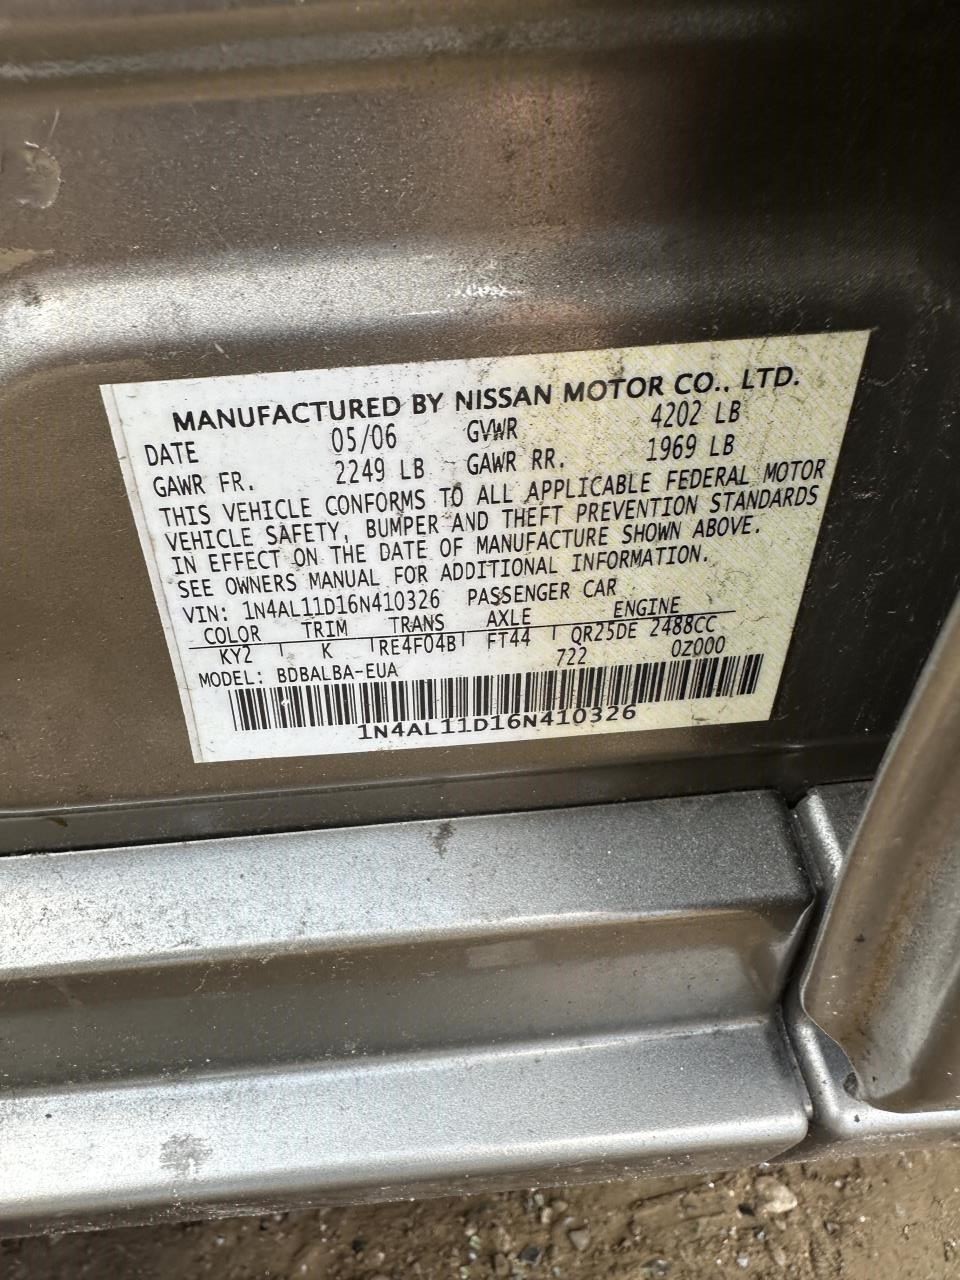 MANUFACTURED BY NISSAN MOTOR CO., LTD.
DATE 05/06 GVWR 4202 LB
GAWR FR. 2249 LB GAWR RR. 1969 LB
THIS VEHICLE CONFORMS TO ALL APPLICABLE FEDERAL MOTOR
VEHICLE SAFETY, BUMPER AND THEFT PREVENTION STANDARDS
IN EFFECT ON THE DATE OF MANUFACTURE SHOWN ABOVE.
SEE OWNERS MANUAL FOR ADDITIONAL INFORMATION.
VIN: 1N4AL11D16N410326 PASSENGER CAR
COLOR TRIM TRANS AXLE ENGINE
KY2 K RE4F04B FT44 QR25DE 2488CC
MODEL: BDBALBA-EUA 722 0Z000
1N4AL11D16N410326